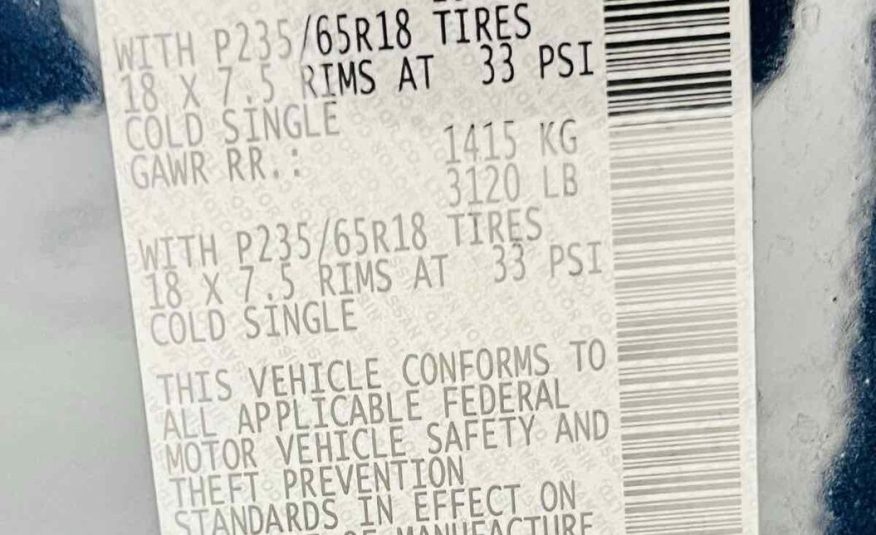 WITH P235/65R18 TIRES
18 X 7.5 RIMS AT 33 PSI
COLD SINGLE
GAWR RR.: 1415 KG
3120 LB
WITH P235/65R18 TIRES
18 X 7.5 RIMS AT 33 PSI
COLD SINGLE
THIS VEHICLE CONFORMS TO
ALL APPLICABLE FEDERAL
MOTOR VEHICLE SAFETY AND
THEFT PREVENTION
STANDARDS IN EFFECT ON
OF MANUFACTURE